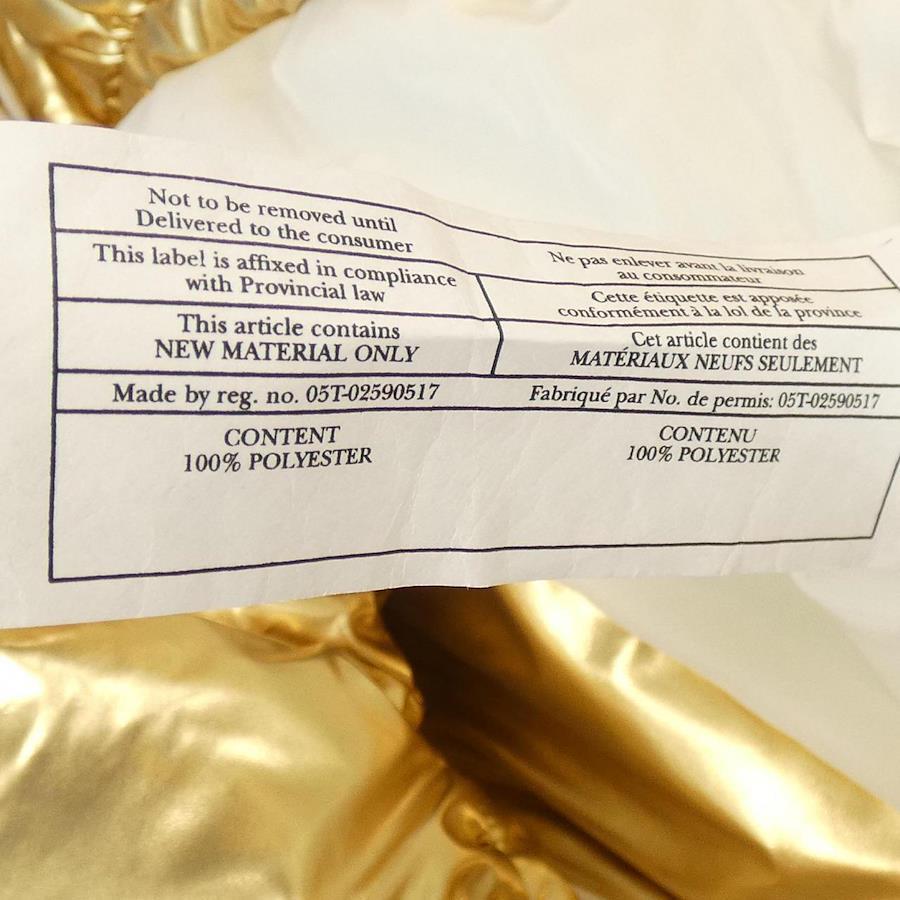 Not to be removed until
Delivered to the consumer
Ne pas enlever avant la livraison
au consommateur
This label is affixed in compliance
with Provincial law
Cette étiquette est apposée
conformément à la lol de la province
This article contains
NEW MATERIAL ONLY
Cet article contient des
MATÉRIAUX NEUFS SEULEMENT
Made by reg. no. 05T-02590517
Fabriqué par No. de permis: 05T-02590517
CONTENT
100% POLYESTER
CONTENU
100% POLYESTER